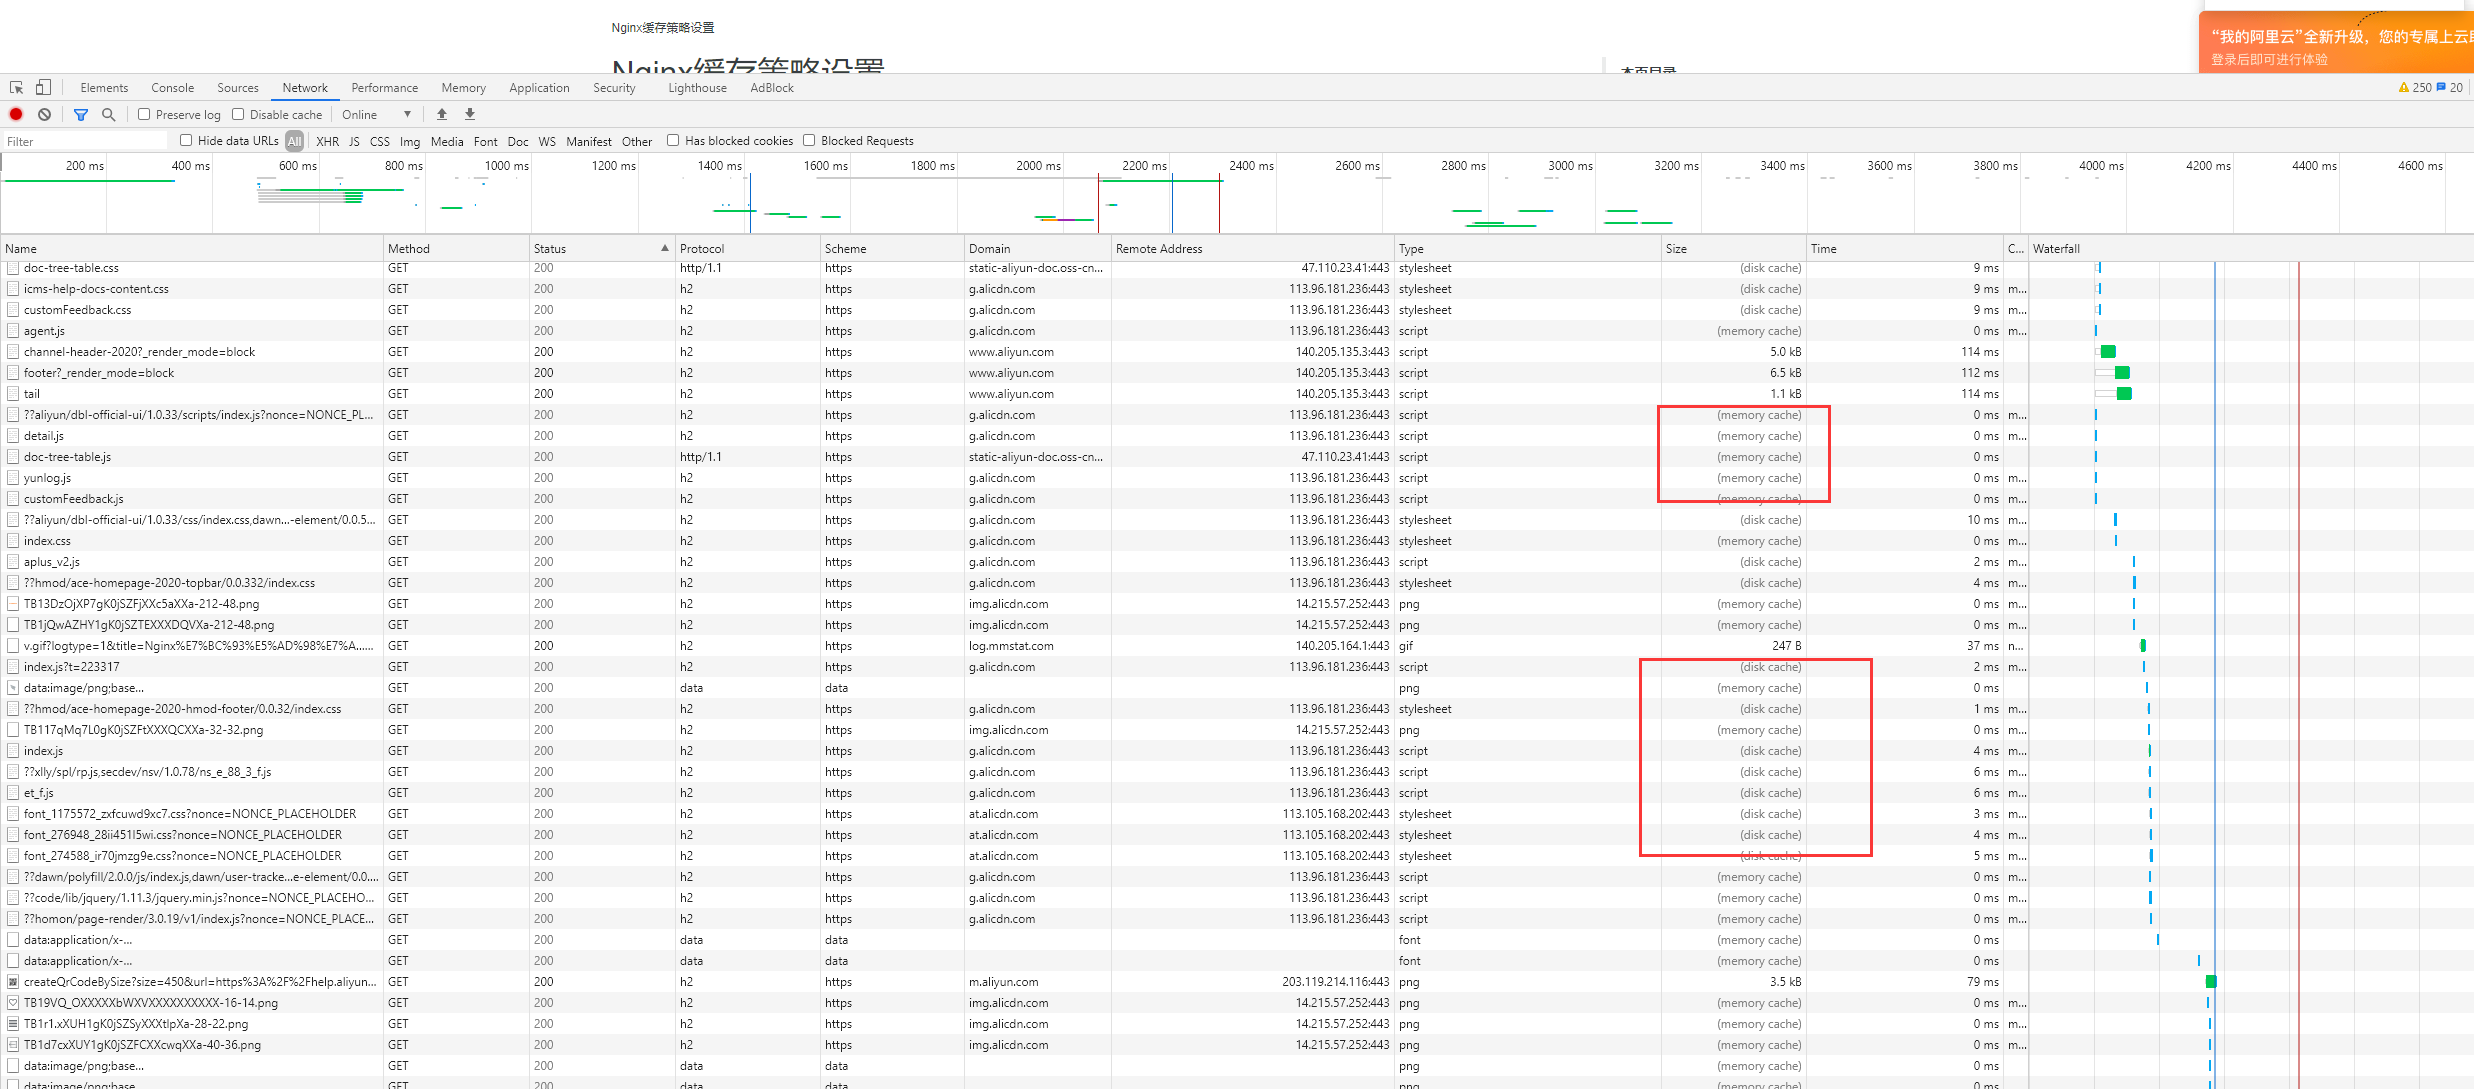 Nginx缓存策略设置
Nginx缓存策略设置
本页目录
“我的阿里云”全新升级，您的专属上云
登录后即可进行体验
Elements Console Sources Network Performance Memory Application Security Lighthouse AdBlock 250 20
Preserve log Disable cache Online
Filter Hide data URLs All XHR JS CSS Img Media Font Doc WS Manifest Other Has blocked cookies Blocked Requests
200 ms 400 ms 600 ms 800 ms 1000 ms 1200 ms 1400 ms 1600 ms 1800 ms 2000 ms 2200 ms 2400 ms 2600 ms 2800 ms 3000 ms 3200 ms 3400 ms 3600 ms 3800 ms 4000 ms 4200 ms 4400 ms 4600 ms
Name Method Status Protocol Scheme Domain Remote Address Type Size Time C... Waterfall
doc-tree-table.css GET 200 http/1.1 https static-aliyun-doc.oss-cn... 47.110.23.41:443 stylesheet (disk cache) 9 ms
icms-help-docs-content.css GET 200 h2 https g.alicdn.com 113.96.181.236:443 stylesheet (disk cache) 9 ms m...
customFeedback.css GET 200 h2 https g.alicdn.com 113.96.181.236:443 stylesheet (disk cache) 9 ms m...
agent.js GET 200 h2 https g.alicdn.com 113.96.181.236:443 script (memory cache) 0 ms m...
channel-header-2020?_render_mode=block GET 200 h2 https www.aliyun.com 140.205.135.3:443 script 5.0 kB 114 ms
footer?_render_mode=block GET 200 h2 https www.aliyun.com 140.205.135.3:443 script 6.5 kB 112 ms
tail GET 200 h2 https www.aliyun.com 140.205.135.3:443 script 1.1 kB 114 ms
??aliyun/dbl-official-ui/1.0.33/scripts/index.js?nonce=NONCE_PL... GET 200 h2 https g.alicdn.com 113.96.181.236:443 script (memory cache) 0 ms m...
detail.js GET 200 h2 https g.alicdn.com 113.96.181.236:443 script (memory cache) 0 ms m...
doc-tree-table.js GET 200 http/1.1 https static-aliyun-doc.oss-cn... 47.110.23.41:443 script (memory cache) 0 ms
yunlog.js GET 200 h2 https g.alicdn.com 113.96.181.236:443 script (memory cache) 0 ms m...
customFeedback.js GET 200 h2 https g.alicdn.com 113.96.181.236:443 script (memory cache) 0 ms m...
??aliyun/dbl-official-ui/1.0.33/css/index.css,dawn...-element/0.0.5... GET 200 h2 https g.alicdn.com 113.96.181.236:443 stylesheet (disk cache) 10 ms m...
index.css GET 200 h2 https g.alicdn.com 113.96.181.236:443 stylesheet (memory cache) 0 ms m...
aplus_v2.js GET 200 h2 https g.alicdn.com 113.96.181.236:443 script (disk cache) 2 ms m...
??hmod/ace-homepage-2020-topbar/0.0.332/index.css GET 200 h2 https g.alicdn.com 113.96.181.236:443 stylesheet (disk cache) 4 ms m...
TB13DzOjXP7gK0jSZFjXXc5aXXa-212-48.png GET 200 h2 https img.alicdn.com 14.215.57.252:443 png (memory cache) 0 ms m...
TB1jQwAZHY1gK0jSZTEXXXDQVXa-212-48.png GET 200 h2 https img.alicdn.com 14.215.57.252:443 png (memory cache) 0 ms m...
v.gif?logtype=1&title=Nginx%E7%BC%93%E5%AD%98%E7%A...... GET 200 h2 https log.mmstat.com 140.205.164.1:443 gif 247 B 37 ms n...
index.js?t=223317 GET 200 h2 https g.alicdn.com 113.96.181.236:443 script (disk cache) 2 ms m...
data:image/png;base... GET 200 data data png (memory cache) 0 ms
??hmod/ace-homepage-2020-hmod-footer/0.0.32/index.css GET 200 h2 https g.alicdn.com 113.96.181.236:443 stylesheet (disk cache) 1 ms m...
TB117qMq7L0gK0jSZFtXXXQCXXa-32-32.png GET 200 h2 https img.alicdn.com 14.215.57.252:443 png (memory cache) 0 ms m...
index.js GET 200 h2 https g.alicdn.com 113.96.181.236:443 script (disk cache) 4 ms m...
??xlly/spl/rp.js,secdev/nsv/1.0.78/ns_e_88_3_f.js GET 200 h2 https g.alicdn.com 113.96.181.236:443 script (disk cache) 6 ms m...
et_f.js GET 200 h2 https g.alicdn.com 113.96.181.236:443 script (disk cache) 6 ms m...
font_1175572_zxfcuwd9xc7.css?nonce=NONCE_PLACEHOLDER GET 200 h2 https at.alicdn.com 113.105.168.202:443 stylesheet (disk cache) 3 ms m...
font_276948_28ii451l5wi.css?nonce=NONCE_PLACEHOLDER GET 200 h2 https at.alicdn.com 113.105.168.202:443 stylesheet (disk cache) 4 ms m...
font_274588_ir70jmzg9e.css?nonce=NONCE_PLACEHOLDER GET 200 h2 https at.alicdn.com 113.105.168.202:443 stylesheet (disk cache) 5 ms m...
??dawn/polyfill/2.0.0/js/index.js,dawn/user-tracke...e-element/0.0.... GET 200 h2 https g.alicdn.com 113.96.181.236:443 script (memory cache) 0 ms m...
??code/lib/jquery/1.11.3/jquery.min.js?nonce=NONCE_PLACEHO... GET 200 h2 https g.alicdn.com 113.96.181.236:443 script (memory cache) 0 ms m...
??homon/page-render/3.0.19/v1/index.js?nonce=NONCE_PLACE... GET 200 h2 https g.alicdn.com 113.96.181.236:443 script (memory cache) 0 ms m...
data:application/x-... GET 200 data data font (memory cache) 0 ms
data:application/x-... GET 200 data data font (memory cache) 0 ms
createQrCodeBySize?size=450&url=https%3A%2F%2Fhelp.aliyun... GET 200 h2 https m.aliyun.com 203.119.214.116:443 png 3.5 kB 79 ms
TB19VQ_OXXXXXbWXVXXXXXXXXXX-16-14.png GET 200 h2 https img.alicdn.com 14.215.57.252:443 png (memory cache) 0 ms m...
TB1r1.xXUH1gK0jSZSyXXXtlpXa-28-22.png GET 200 h2 https img.alicdn.com 14.215.57.252:443 png (memory cache) 0 ms m...
TB1d7cxXUY1gK0jSZFCXXcwqXXa-40-36.png GET 200 h2 https img.alicdn.com 14.215.57.252:443 png (memory cache) 0 ms m...
data:image/png;base... GET 200 data data png (memory cache) 0 ms
data:image/png;base... GET 200 data data png (memory cache) 0 ms